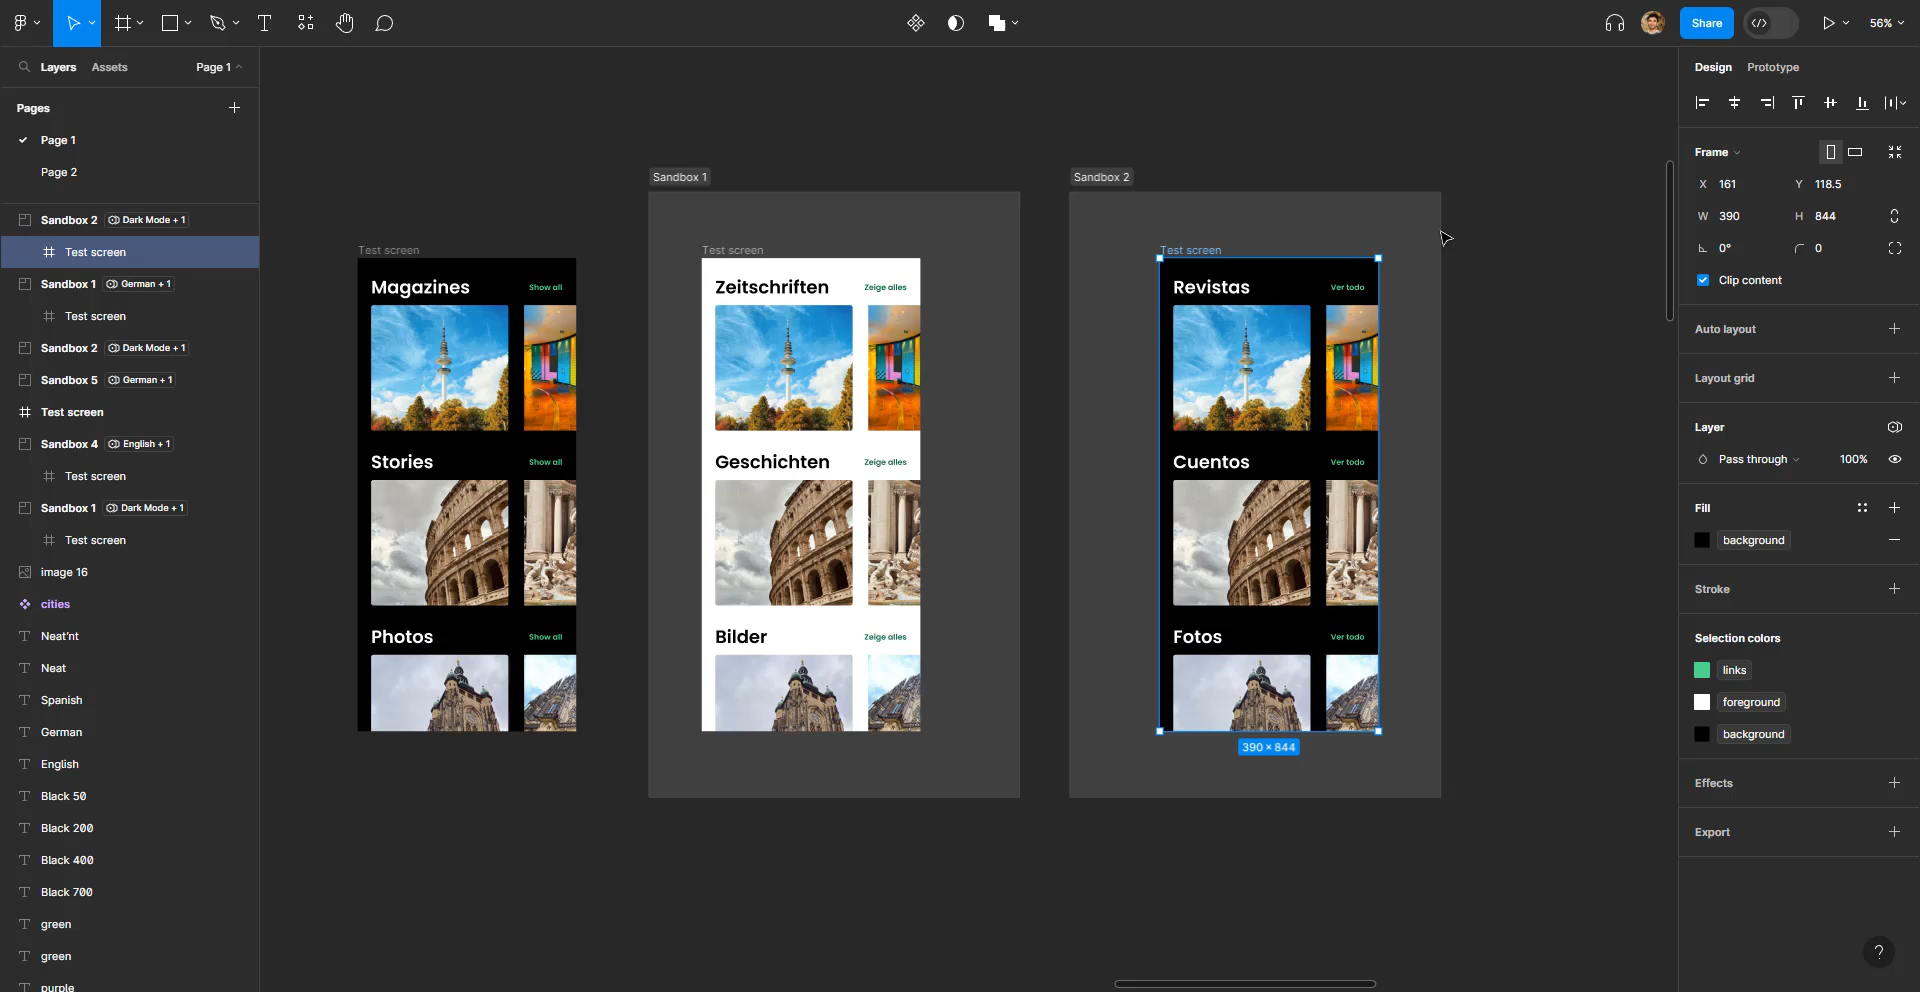 Share
56%
Layers
Assets
Page 1
Pages
Page 1
Page 2
Sandbox 2
Dark Mode + 1
Test screen
Sandbox 1
German + 1
Test screen
Sandbox 2
Dark Mode + 1
Sandbox 5
German + 1
Test screen
Sandbox 4
English + 1
Test screen
Sandbox 1
Dark Mode + 1
Test screen
image 16
cities
Neat’nt
Neat
Spanish
German
English
Black 50
Black 200
Black 400
Black 700
green
green
purple
Test screen
Magazines
Show all
Stories
Show all
Photos
Show all
Sandbox 1
Test screen
Zeitschriften
Zeige alles
Geschichten
Zeige alles
Bilder
Zeige alles
Sandbox 2
Test screen
Revistas
Ver todo
Cuentos
Ver todo
Fotos
Ver todo
390 × 844
Design
Prototype
Frame
X 161
Y 118.5
W 390
H 844
0°
0
Clip content
Auto layout
Layout grid
Layer
Pass through
100%
Fill
background
Stroke
Selection colors
links
foreground
background
Effects
Export
?